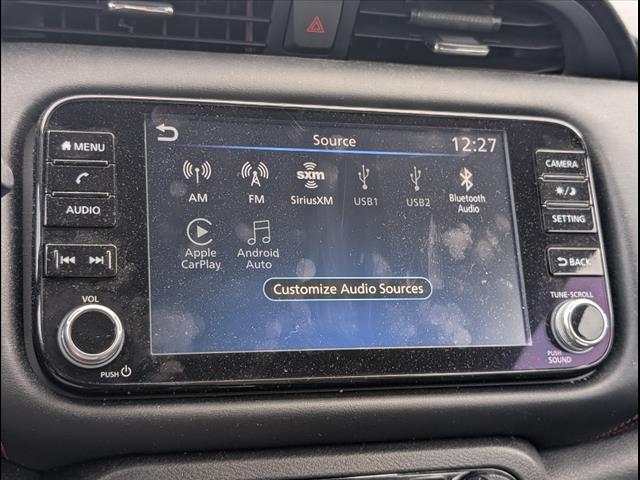 Source
12:27
MENU
AUDIO
AM
FM
sxm
SiriusXM
USB1
USB2
Bluetooth
Audio
Apple
CarPlay
Android
Auto
Customize Audio Sources
VOL
PUSH
CAMERA
SETTING
BACK
TUNE-SCROLL
PUSH
SOUND